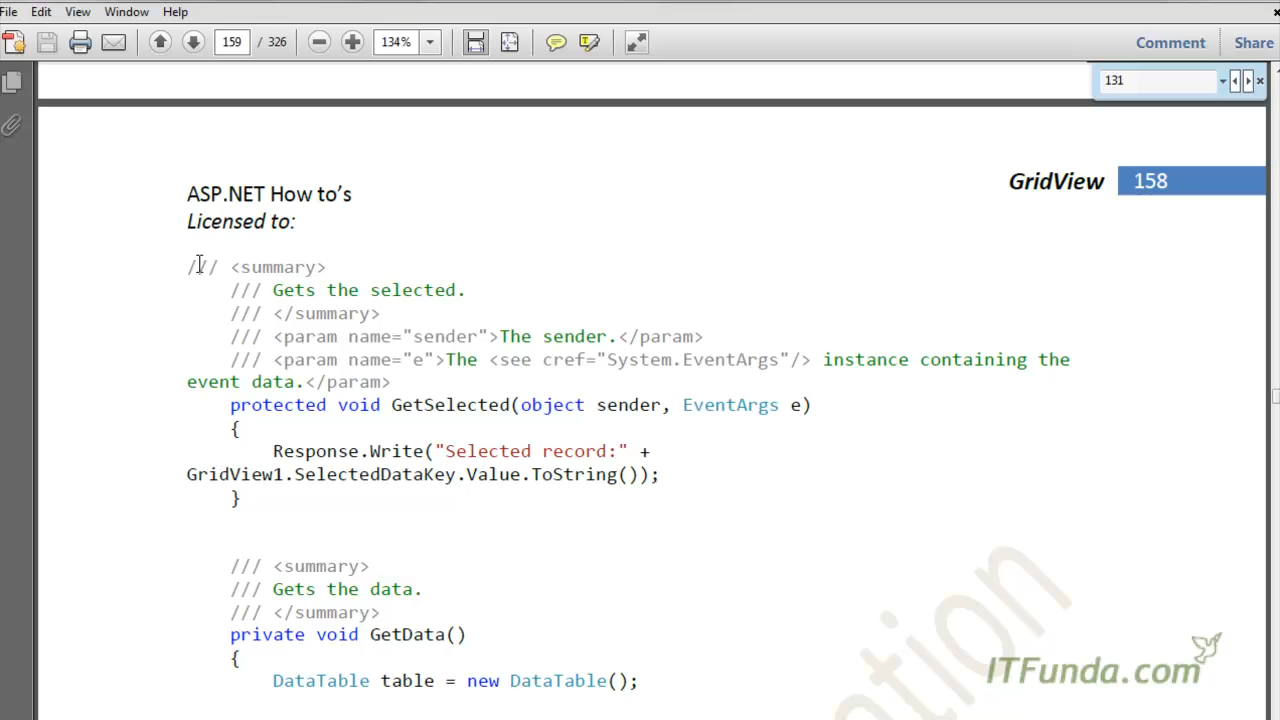 File Edit View Window Help
159 / 326 134% Comment Share
131
ASP.NET How to's GridView 158
Licensed to:
/// <summary>
/// Gets the selected.
/// </summary>
/// <param name="sender">The sender.</param>
/// <param name="e">The <see cref="System.EventArgs"/> instance containing the
event data.</param>
protected void GetSelected(object sender, EventArgs e)
{
Response.Write("Selected record:" +
GridView1.SelectedDataKey.Value.ToString());
}
/// <summary>
/// Gets the data.
/// </summary>
private void GetData()
{
DataTable table = new DataTable();
ITFunda.com